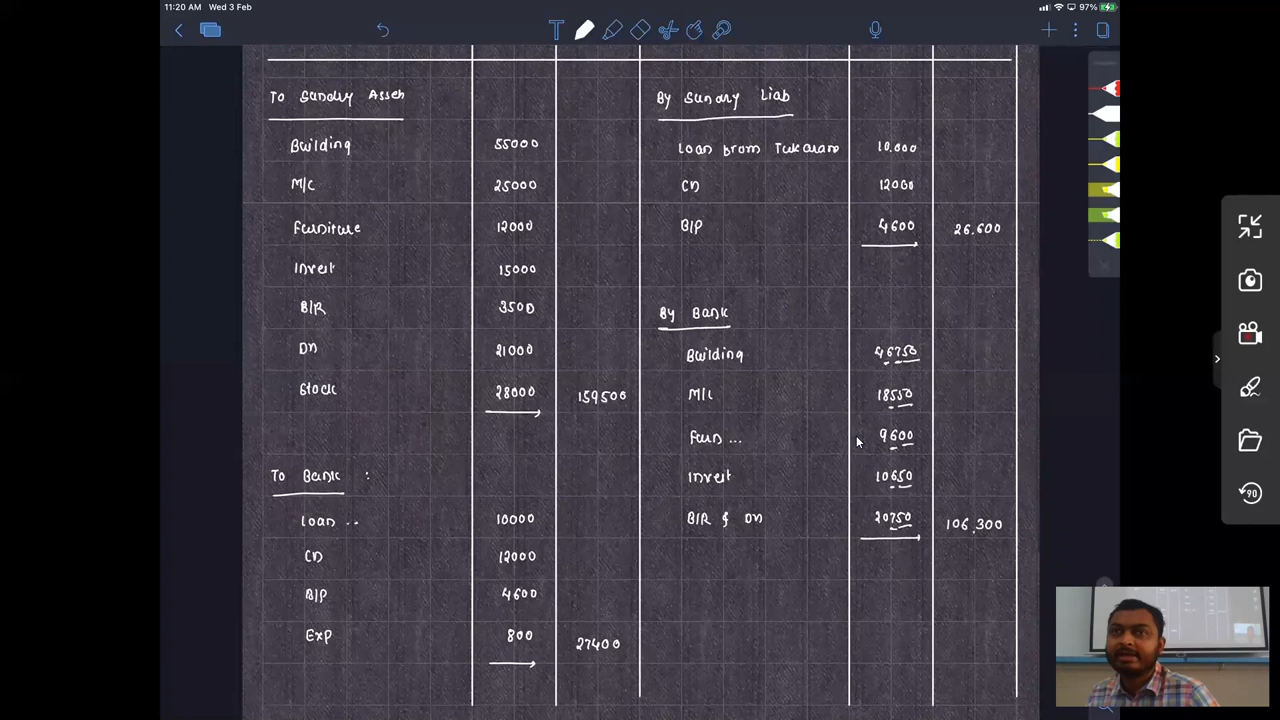 11:20 AM Wed 3 Feb
97%
To Sundry Asseh
Building 55000
M/C 25000
Furniture 12000
Invest 15000
B/R 3500
Dn 21000
Stock 28000 159500
To Bank :
Loan .. 10000
CD 12000
B/P 4600
Exp 800 27400
By Sundry Liab
Loan from Tukaram 10.000
CD 12000
B/P 4600 26.600
By Bank
Building 46750
M/C 18550
Furn ... 9600
Invest 10650
B/R & Dn 20750 106.300
90